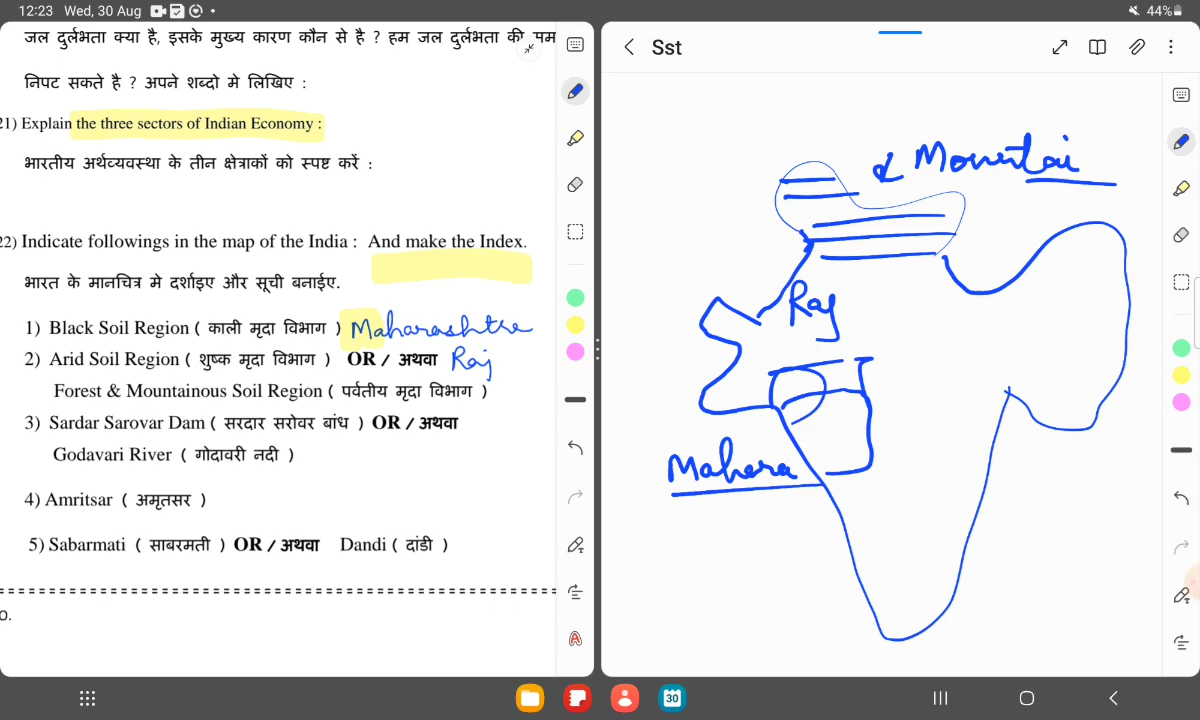 12:23 Wed, 30 Aug
44%
जल दुर्लभता क्या है, इसके मुख्य कारण कौन से है ? हम जल दुर्लभता की
निपट सकते है ? अपने शब्दो मे लिखिए :
21) Explain the three sectors of Indian Economy :
भारतीय अर्थव्यवस्था के तीन क्षेत्राकों को स्पष्ट करें :
22) Indicate followings in the map of the India : And make the Index.
भारत के मानचित्र मे दर्शाइए और सूची बनाईए.
1) Black Soil Region ( काली मृदा विभाग ) Maharashtre
2) Arid Soil Region ( शुष्क मृदा विभाग ) OR / अथवा Raj
Forest & Mountainous Soil Region ( पर्वतीय मृदा विभाग )
3) Sardar Sarovar Dam ( सरदार सरोवर बांध ) OR / अथवा
Godavari River ( गोदावरी नदी )
4) Amritsar ( अमृतसर )
5) Sabarmati ( साबरमती ) OR / अथवा Dandi ( दांडी )
Sst
Mountai
Raj
Mahara
30